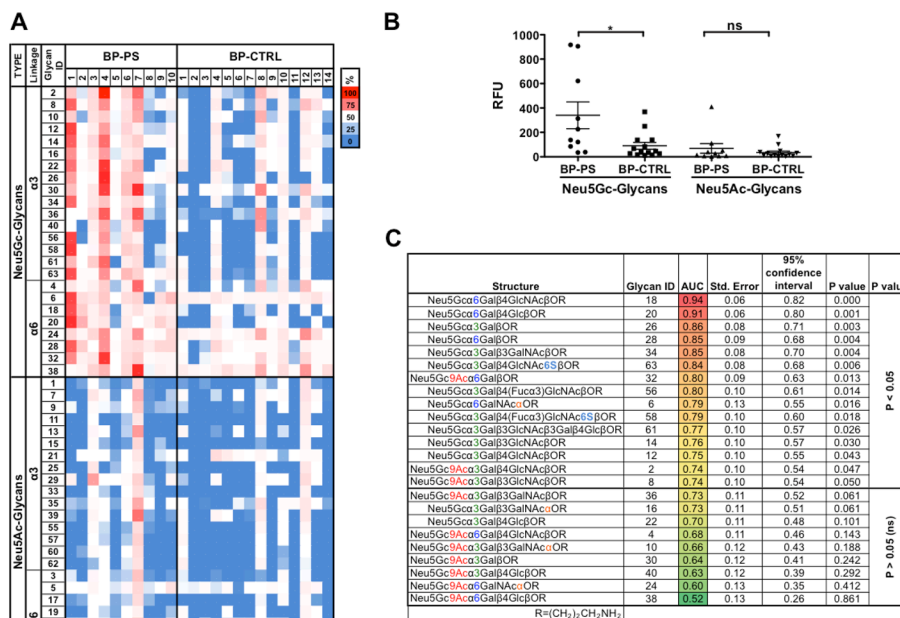 A
TYPE Linkage Glycan ID BP-PS BP-CTRL
1 2 3 4 5 6 7 8 9 10 1 2 3 4 5 6 7 8 9 10 11 12 13 14
%
100
75
50
25
0
Neu5Gc-Glycans
α3
2
8
10
12
14
16
22
26
30
34
36
40
56
58
61
63
α6
4
6
18
20
24
28
32
38
Neu5Ac-Glycans
α3
1
7
9
11
13
15
21
25
29
33
35
39
55
57
60
62
6
3
5
17
19
B
RFU
1000
800
600
400
200
0
* ns
BP-PS BP-CTRL BP-PS BP-CTRL
Neu5Gc-Glycans Neu5Ac-Glycans
C
Structure Glycan ID AUC Std. Error 95% confidence interval P value P valu
Neu5Gcα6Galβ4GlcNAcβOR 18 0.94 0.06 0.82 0.000
Neu5Gcα6Galβ4GlcβOR 20 0.91 0.06 0.80 0.001
Neu5Gcα3GalβOR 26 0.86 0.08 0.71 0.003
Neu5Gcα6GalβOR 28 0.85 0.09 0.68 0.004
Neu5Gcα3Galβ3GalNAcβOR 34 0.85 0.08 0.70 0.004
Neu5Gcα3Galβ4GlcNAc6SβOR 63 0.84 0.08 0.68 0.006
Neu5Gc9Acα6GalβOR 32 0.80 0.09 0.63 0.013
Neu5Gcα3Galβ4(Fucα3)GlcNAcβOR 56 0.80 0.10 0.61 0.014
Neu5Gcα6GalNAcαOR 6 0.79 0.13 0.55 0.016
Neu5Gcα3Galβ4(Fucα3)GlcNAc6SβOR 58 0.79 0.10 0.60 0.018
Neu5Gcα3Galβ3GlcNAcβ3Galβ4GlcβOR 61 0.77 0.10 0.57 0.026
Neu5Gcα3Galβ3GlcNAcβOR 14 0.76 0.10 0.57 0.030
Neu5Gcα3Galβ4GlcNAcβOR 12 0.75 0.10 0.55 0.043
Neu5Gc9Acα3Galβ4GlcNAcβOR 2 0.74 0.10 0.54 0.047
Neu5Gc9Acα3Galβ3GlcNAcβOR 8 0.74 0.10 0.54 0.050
P < 0.05
Neu5Gc9Acα3Galβ3GalNAcβOR 36 0.73 0.11 0.52 0.061
Neu5Gcα3Galβ3GalNAcαOR 16 0.73 0.11 0.51 0.061
Neu5Gcα3Galβ4GlcβOR 22 0.70 0.11 0.48 0.101
Neu5Gc9Acα6Galβ4GlcNAcβOR 4 0.68 0.11 0.46 0.143
Neu5Gc9Acα3Galβ3GalNAcαOR 10 0.66 0.12 0.43 0.188
Neu5Gc9Acα3GalβOR 30 0.64 0.12 0.41 0.242
Neu5Gc9Acα3Galβ4GlcβOR 40 0.63 0.12 0.39 0.292
Neu5Gc9Acα6GalNAcαOR 24 0.60 0.13 0.35 0.412
Neu5Gc9Acα6Galβ4GlcβOR 38 0.52 0.13 0.26 0.861
P > 0.05 (ns)
R=(CH₂)₂CH₂NH₂